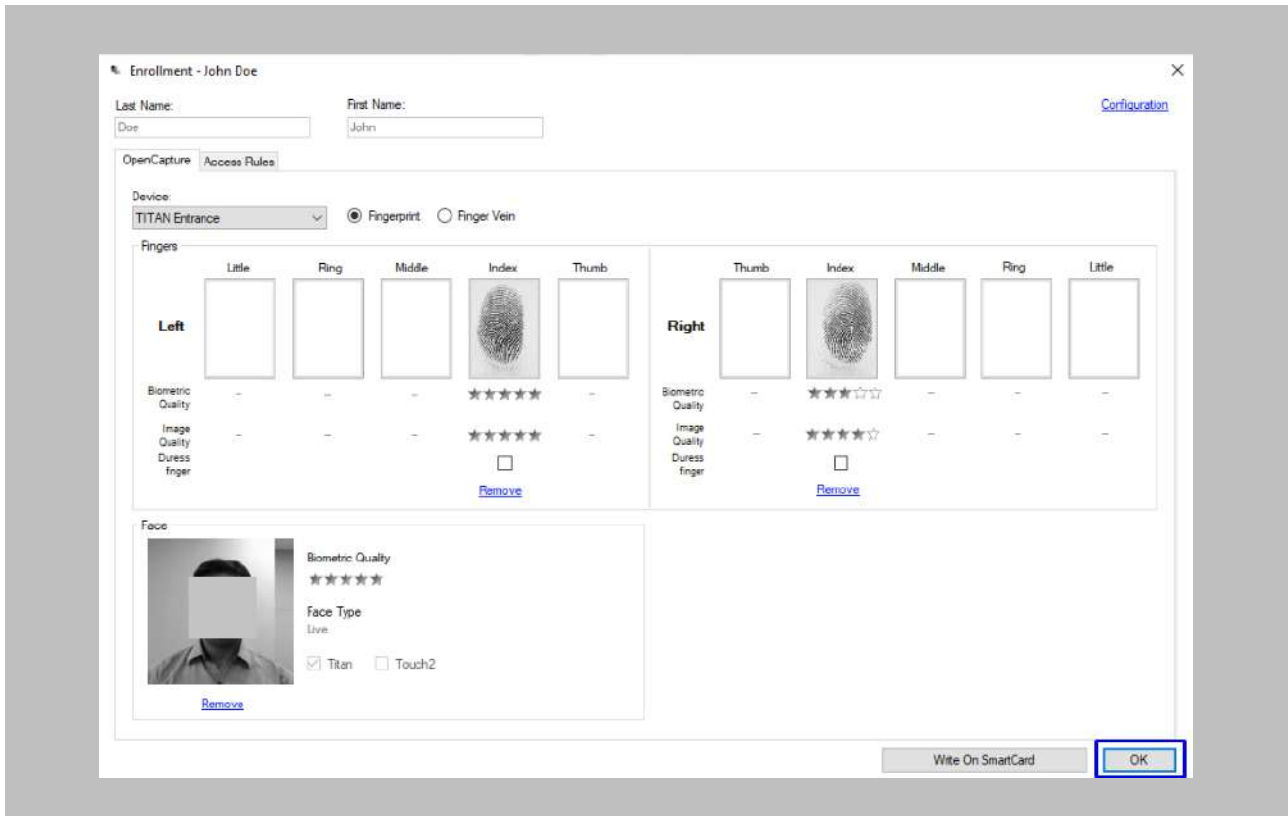 Enrollment - John Doe
Last Name:
First Name:
Configuration
Doe
John
OpenCapture
Access Rules
Device:
TITAN Entrance
Fingerprint
Finger Vein
Fingers
Little Ring Middle Index Thumb
Left
Biometric
Quality
– – – ★★★★★ –
Image
Quality
– – – ★★★★★ –
Duress
finger
Remove
Thumb Index Middle Ring Little
Right
Biometric
Quality
– ★★★☆☆ – – –
Image
Quality
– ★★★★☆ – – –
Duress
finger
Remove
Face
Biometric Quality
★★★★★
Face Type
Live
Titan
Touch2
Remove
Write On SmartCard
OK